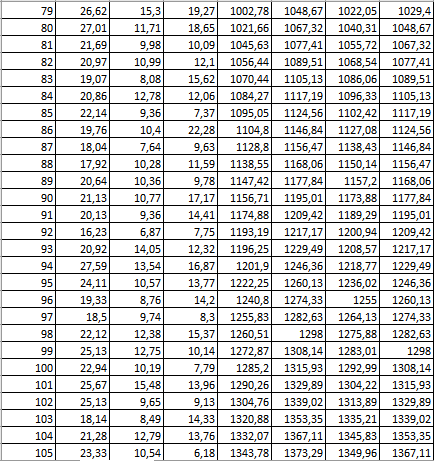 79 26,62 15,3 19,27 1002,78 1048,67 1022,05 1029,4
80 27,01 11,71 18,65 1021,66 1067,32 1040,31 1048,67
81 21,69 9,98 10,09 1045,63 1077,41 1055,72 1067,32
82 20,97 10,99 12,1 1056,44 1089,51 1068,54 1077,41
83 19,07 8,08 15,62 1070,44 1105,13 1086,06 1089,51
84 20,86 12,78 12,06 1084,27 1117,19 1096,33 1105,13
85 22,14 9,36 7,37 1095,05 1124,56 1102,42 1117,19
86 19,76 10,4 22,28 1104,8 1146,84 1127,08 1124,56
87 18,04 7,64 9,63 1128,8 1156,47 1138,43 1146,84
88 17,92 10,28 11,59 1138,55 1168,06 1150,14 1156,47
89 20,64 10,36 9,78 1147,42 1177,84 1157,2 1168,06
90 21,13 10,77 17,17 1156,71 1195,01 1173,88 1177,84
91 20,13 9,36 14,41 1174,88 1209,42 1189,29 1195,01
92 16,23 6,87 7,75 1193,19 1217,17 1200,94 1209,42
93 20,92 14,05 12,32 1196,25 1229,49 1208,57 1217,17
94 27,59 13,54 16,87 1201,9 1246,36 1218,77 1229,49
95 24,11 10,57 13,77 1222,25 1260,13 1236,02 1246,36
96 19,33 8,76 14,2 1240,8 1274,33 1255 1260,13
97 18,5 9,74 8,3 1255,83 1282,63 1264,13 1274,33
98 22,12 12,38 15,37 1260,51 1298 1275,88 1282,63
99 25,13 12,75 10,14 1272,87 1308,14 1283,01 1298
100 22,94 10,19 7,79 1285,2 1315,93 1292,99 1308,14
101 25,67 15,48 13,96 1290,26 1329,89 1304,22 1315,93
102 25,13 9,65 9,13 1304,76 1339,02 1313,89 1329,89
103 18,14 8,49 14,33 1320,88 1353,35 1335,21 1339,02
104 21,28 12,79 13,76 1332,07 1367,11 1345,83 1353,35
105 23,33 10,54 6,18 1343,78 1373,29 1349,96 1367,11